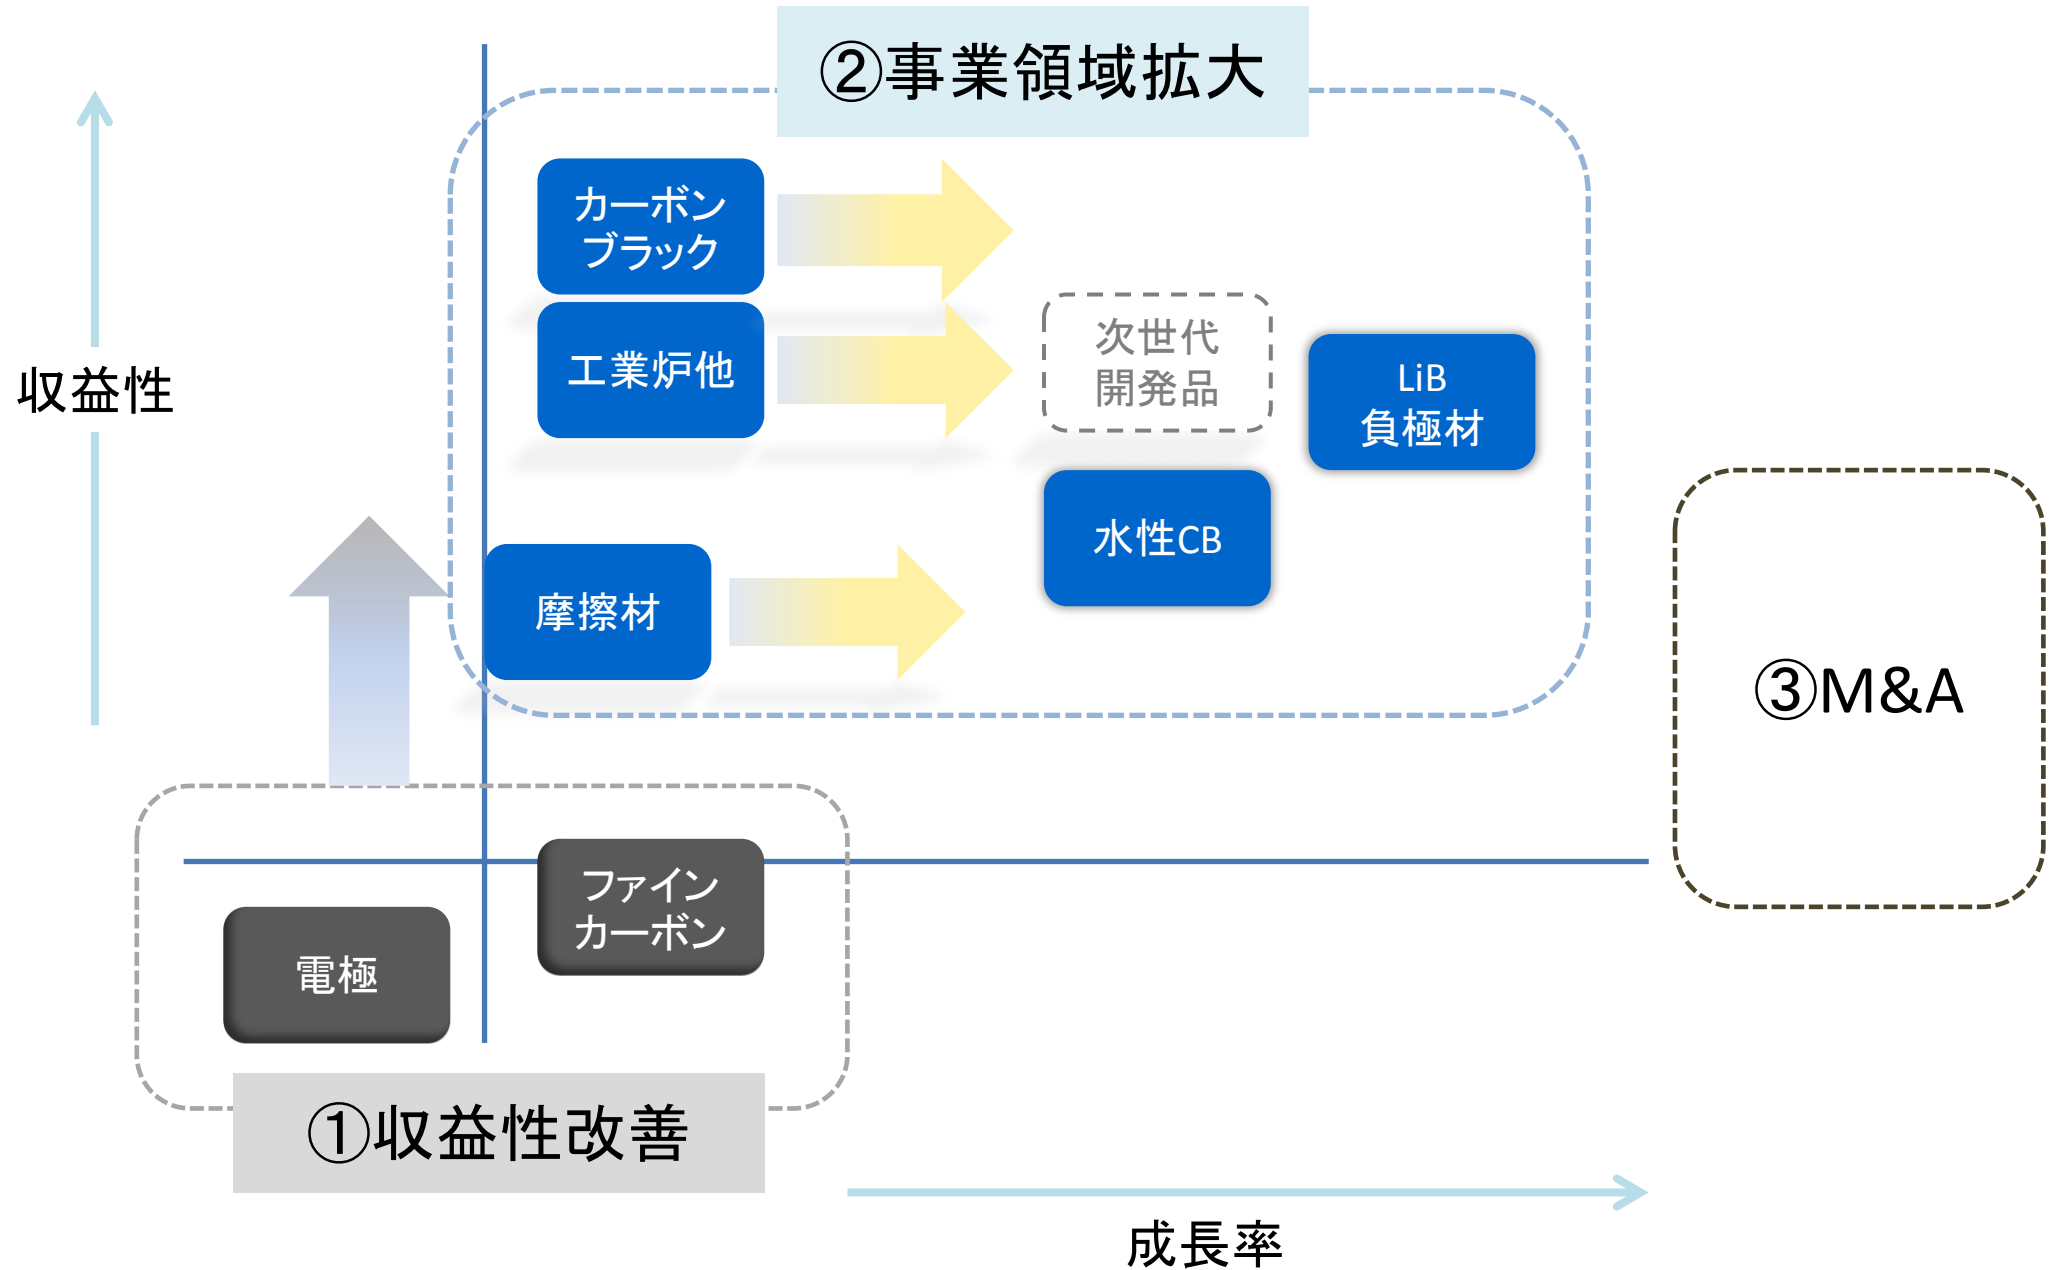 ②事業領域拡大
カーボン
ブラック
工業炉他
次世代
開発品
LiB
負極材
収益性
水性CB
摩擦材
③M&A
ファイン
カーボン
電極
①収益性改善
成長率